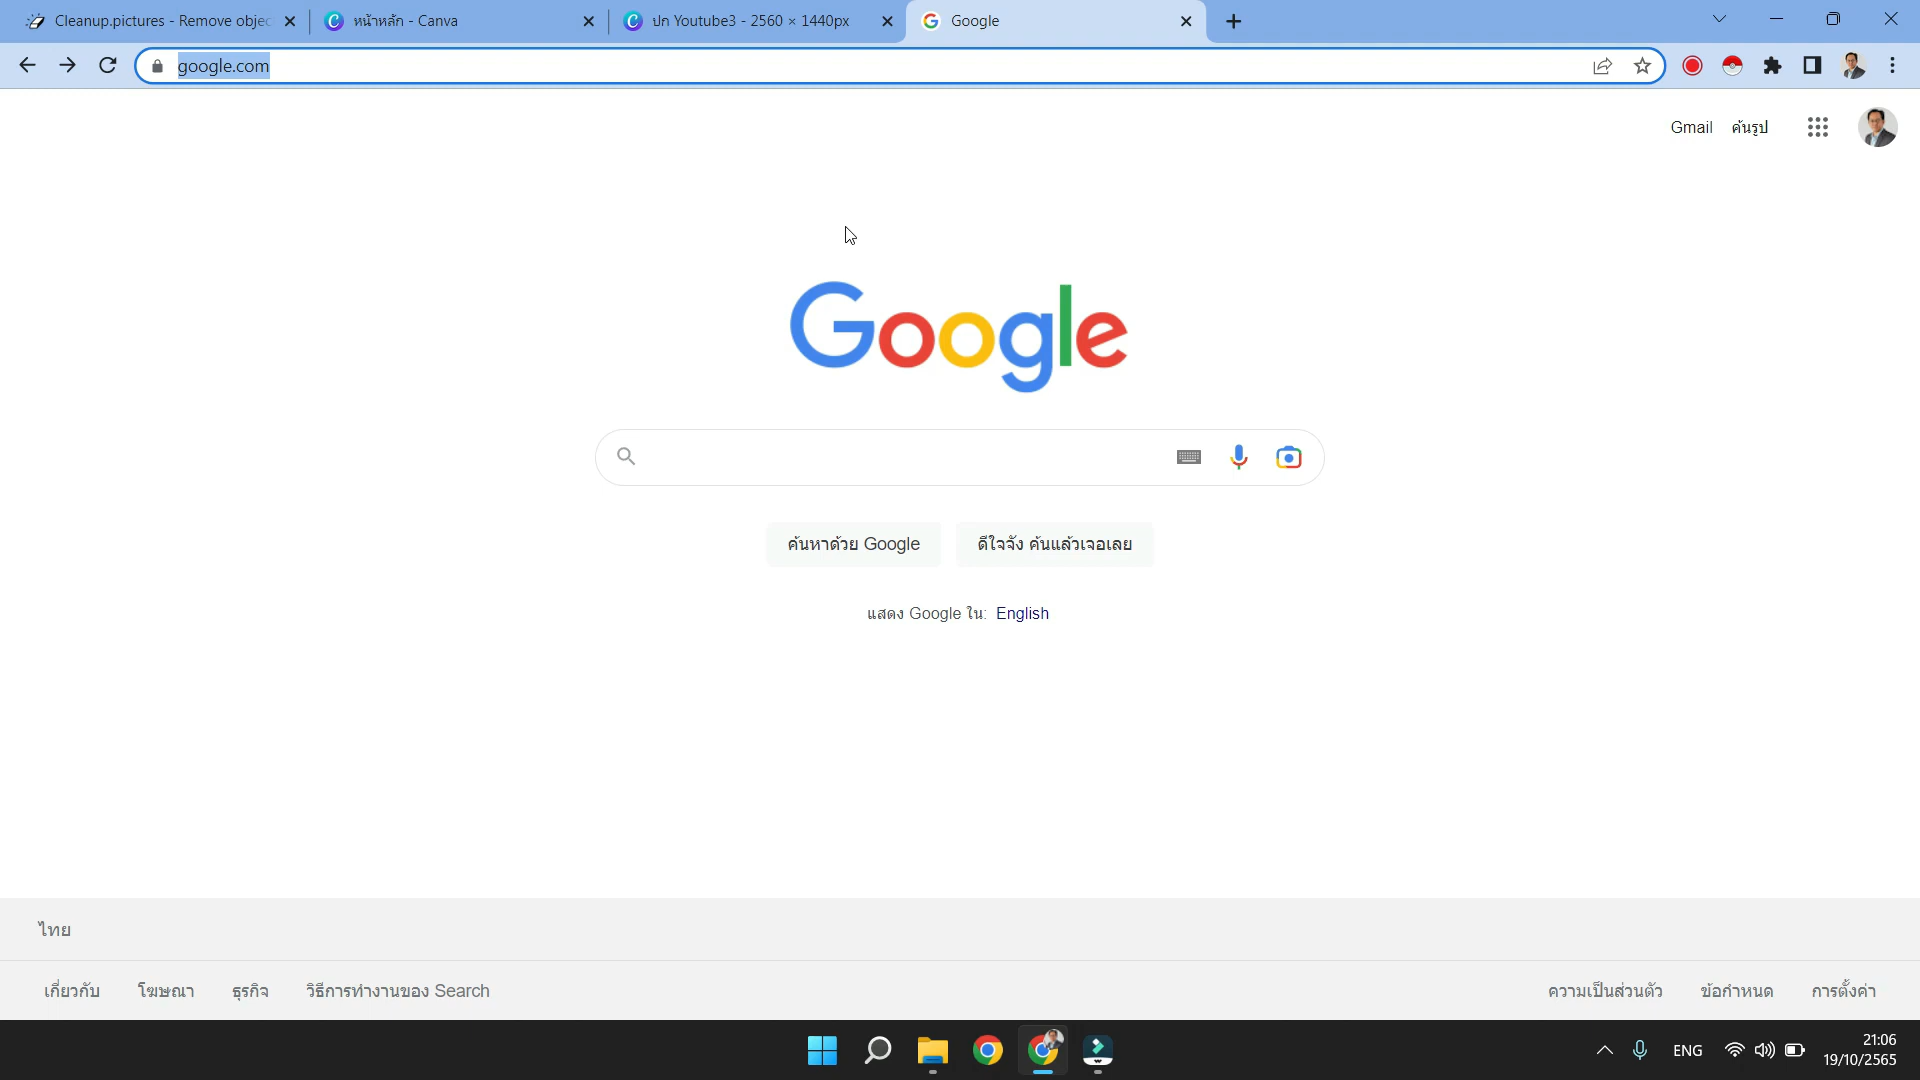 Cleanup.pictures - Remove objec
หน้าหลัก - Canva
ปก Youtube3 - 2560 × 1440px
Google
google.com
Gmail ค้นรูป
Google
ค้นหาด้วย Google
ดีใจจัง ค้นแล้วเจอเลย
แสดง Google ใน: English
ไทย
เกี่ยวกับ โฆษณา ธุรกิจ วิธีการทำงานของ Search
ความเป็นส่วนตัว ข้อกำหนด การตั้งค่า
ENG
21:06
19/10/2565